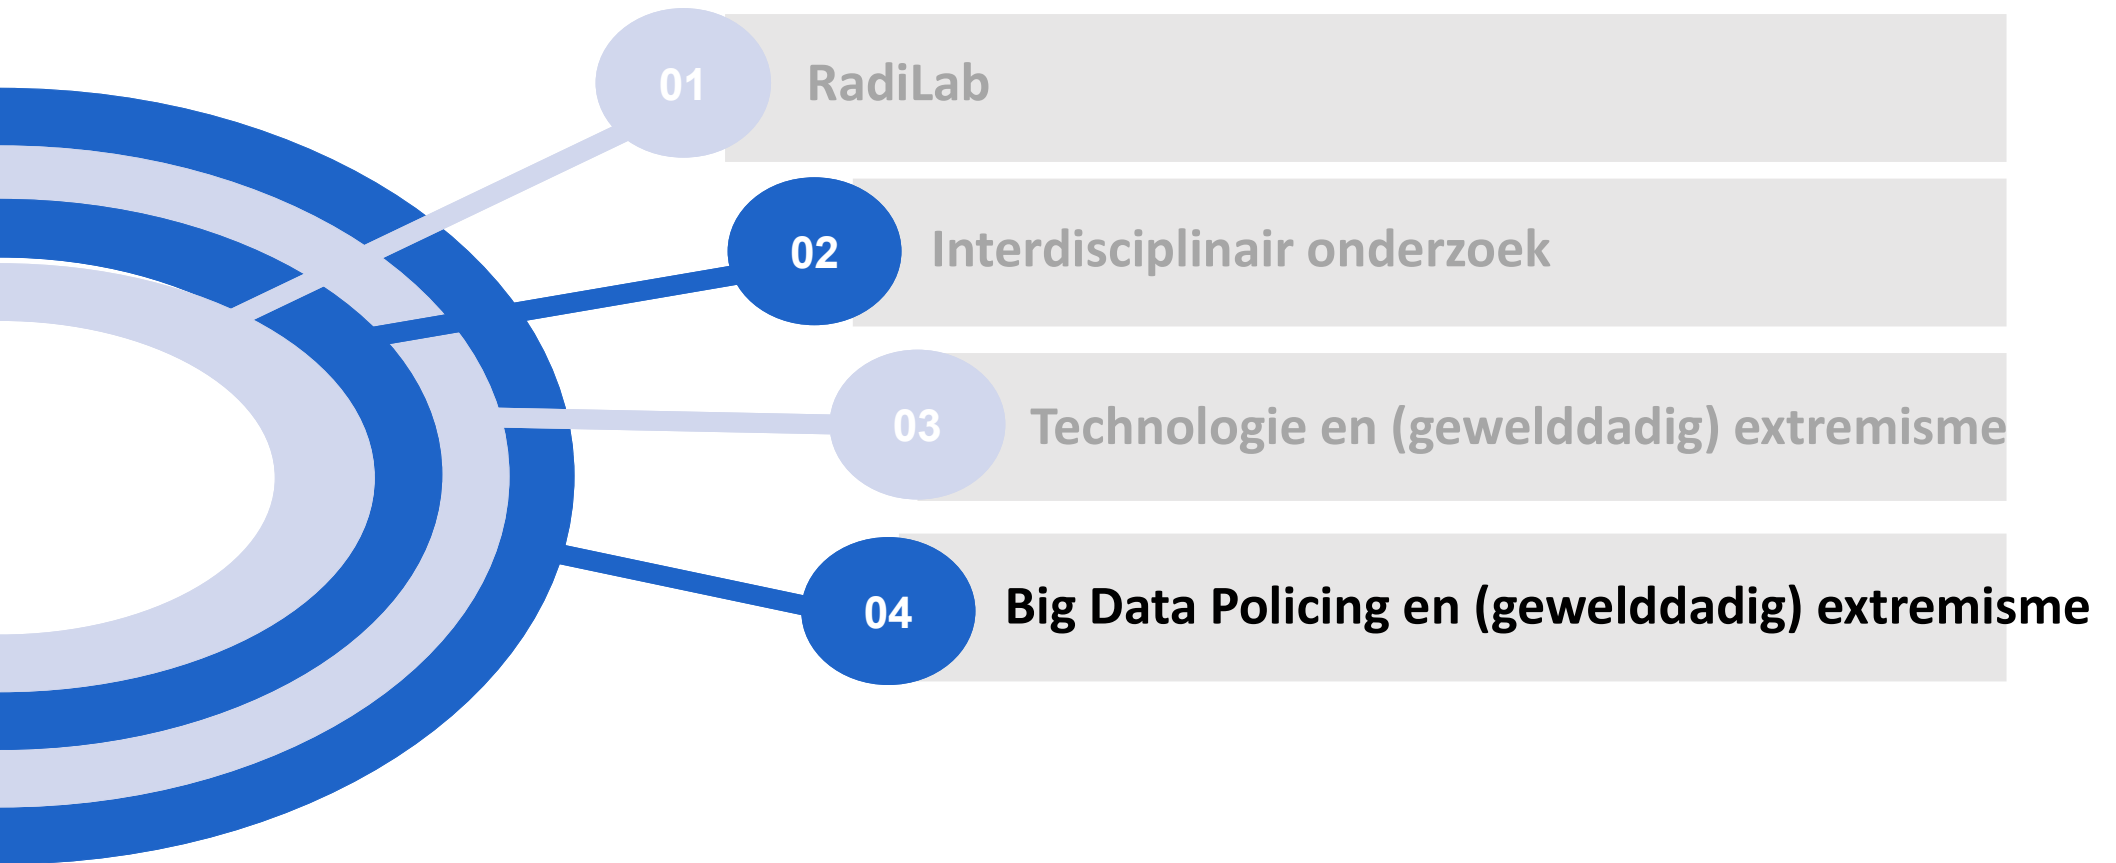 01 RadiLab
02 Interdisciplinair onderzoek
03 Technologie en (gewelddadig) extremisme
04 Big Data Policing en (gewelddadig) extremisme